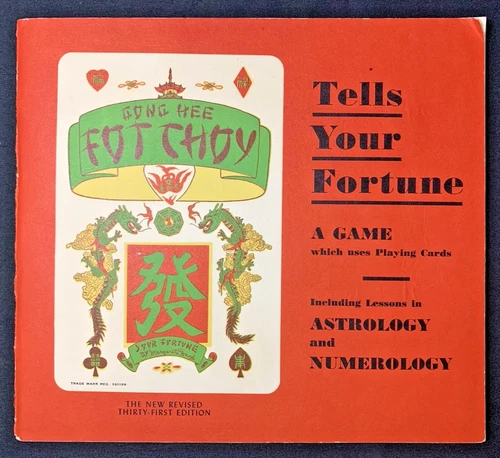 GONG HEE
FOT CHOY
發
YOUR FORTUNE
TRADE MARK REG.
THE NEW REVISED
THIRTY-FIRST EDITION
Tells
Your
Fortune
A GAME
which uses Playing Cards
Including Lessons in
ASTROLOGY
and
NUMEROLOGY